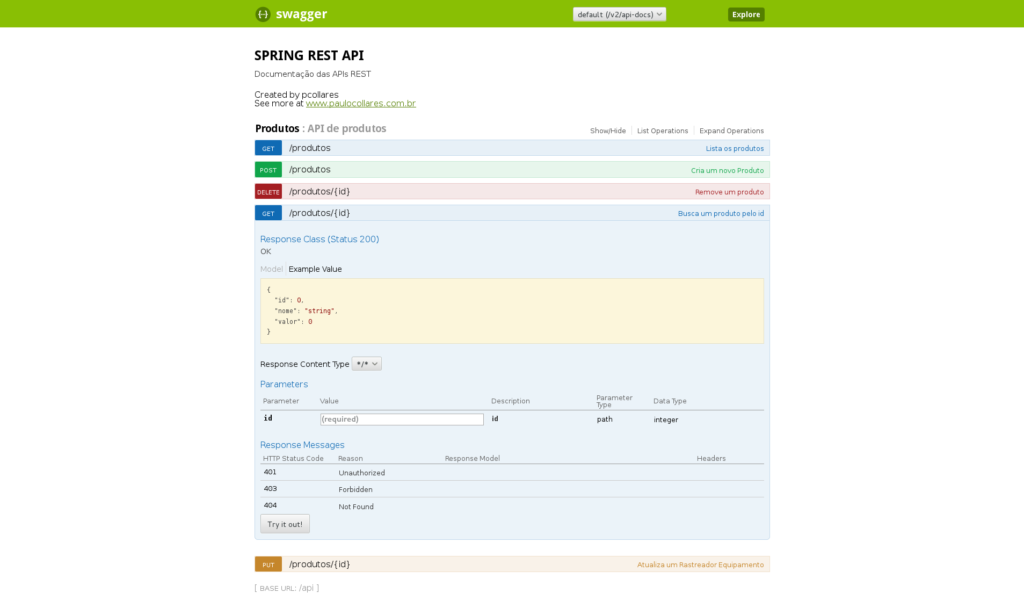 swagger
default (/v2/api-docs)
Explore
SPRING REST API
Documentação das APIs REST
Created by pcollares
See more at www.paulocollares.com.br
Produtos : API de produtos
Show/Hide
List Operations
Expand Operations
GET /produtos Lista os produtos
POST /produtos Cria um novo Produto
DELETE /produtos/{id} Remove um produto
GET /produtos/{id} Busca um produto pelo id
Response Class (Status 200)
OK
Model Example Value
{
"id": 0,
"nome": "string",
"valor": 0
}
Response Content Type */*
Parameters
Parameter Value Description Parameter Type Data Type
id (required) id path integer
Response Messages
HTTP Status Code Reason Response Model Headers
401 Unauthorized
403 Forbidden
404 Not Found
Try it out!
PUT /produtos/{id} Atualiza um Rastreador Equipamento
[ BASE URL: /api ]